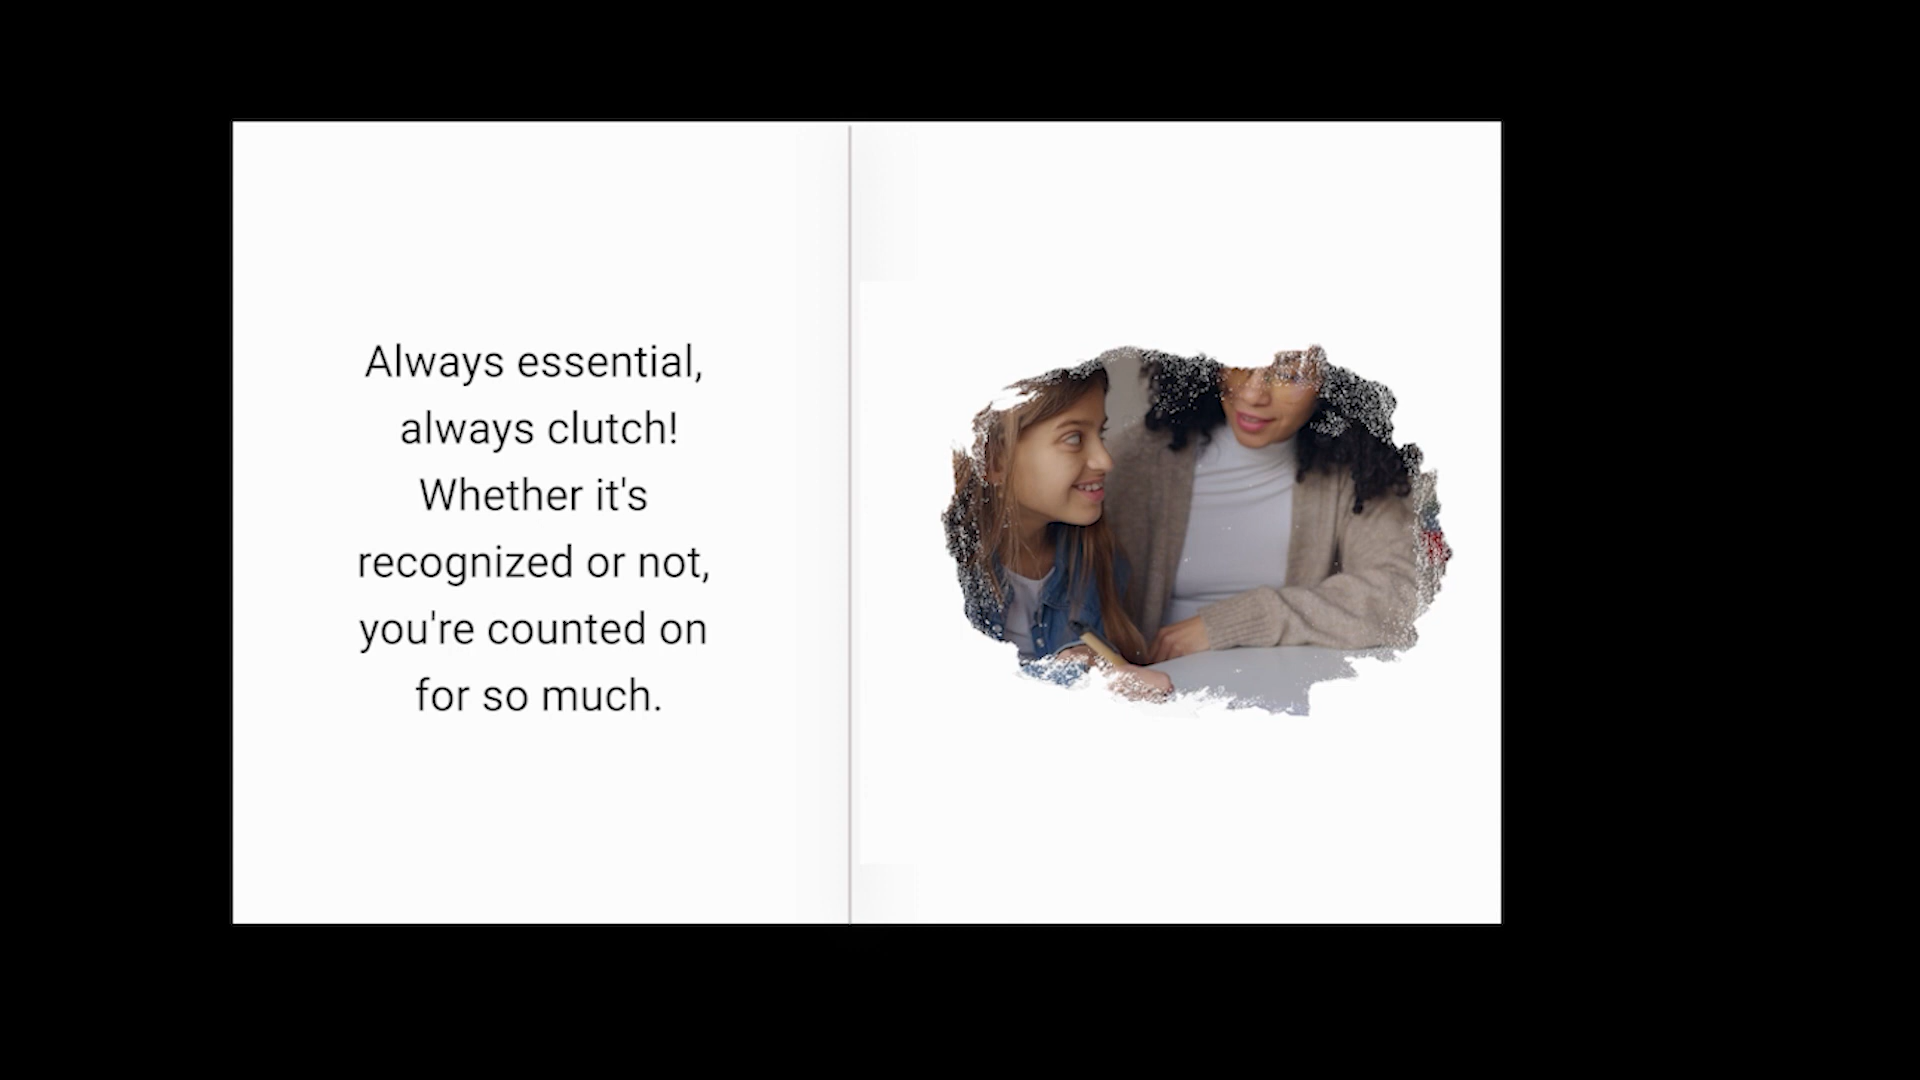 Always essential,
always clutch!
Whether it's
recognized or not,
you're counted on
for so much.